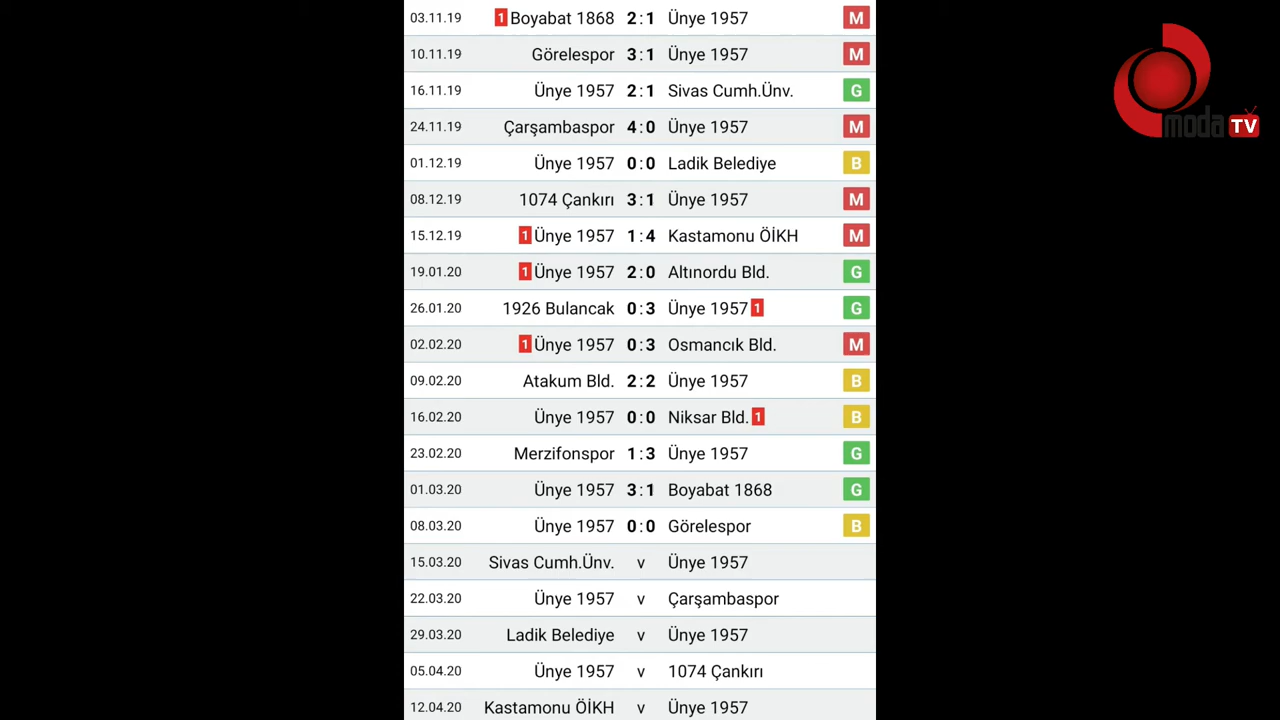 03.11.19 1 Boyabat 1868 2:1 Ünye 1957 M
10.11.19 Görelespor 3:1 Ünye 1957 M
16.11.19 Ünye 1957 2:1 Sivas Cumh.Ünv. G
24.11.19 Çarşambaspor 4:0 Ünye 1957 M
01.12.19 Ünye 1957 0:0 Ladik Belediye B
08.12.19 1074 Çankırı 3:1 Ünye 1957 M
15.12.19 1 Ünye 1957 1:4 Kastamonu ÖİKH M
19.01.20 1 Ünye 1957 2:0 Altınordu Bld. G
26.01.20 1926 Bulancak 0:3 Ünye 1957 1 G
02.02.20 1 Ünye 1957 0:3 Osmancık Bld. M
09.02.20 Atakum Bld. 2:2 Ünye 1957 B
16.02.20 Ünye 1957 0:0 Niksar Bld. 1 B
23.02.20 Merzifonspor 1:3 Ünye 1957 G
01.03.20 Ünye 1957 3:1 Boyabat 1868 G
08.03.20 Ünye 1957 0:0 Görelespor B
15.03.20 Sivas Cumh.Ünv. v Ünye 1957
22.03.20 Ünye 1957 v Çarşambaspor
29.03.20 Ladik Belediye v Ünye 1957
05.04.20 Ünye 1957 v 1074 Çankırı
12.04.20 Kastamonu ÖİKH v Ünye 1957
moda TV